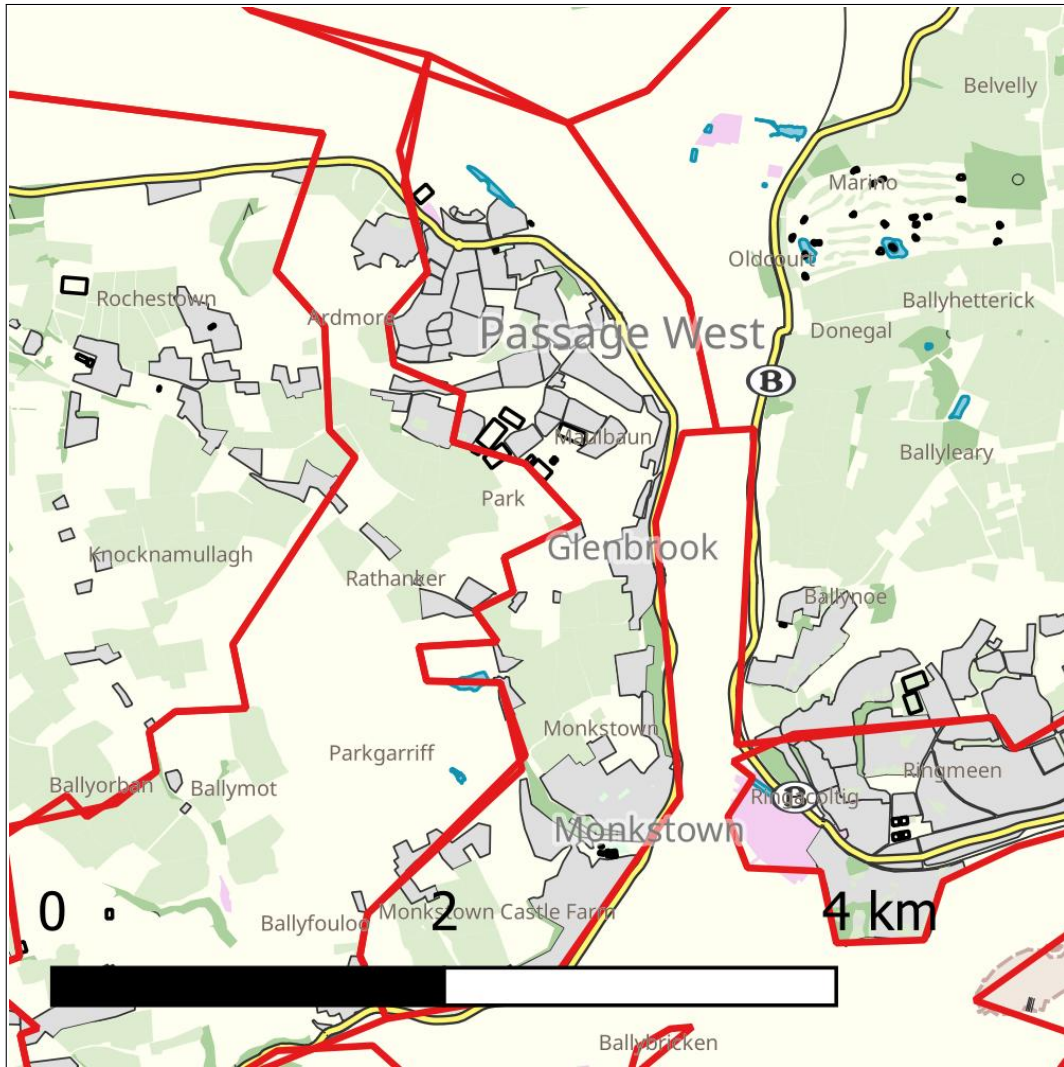 Belvelly
Marino
Oldcourt
Rochestown
Ballyhetterick
Ardmore
Donegal
Passage West
B
Maulbaun
Ballyleary
Park
Glenbrook
Knocknamullagh
Rathanker
Ballynoe
Monkstown
Parkgarriff
Ringmeen
Ballyorban
Ballymot
Ringacoltig
B
Monkstown
0
2
4 km
Monkstown Castle Farm
Ballyfouloo
Ballybricken